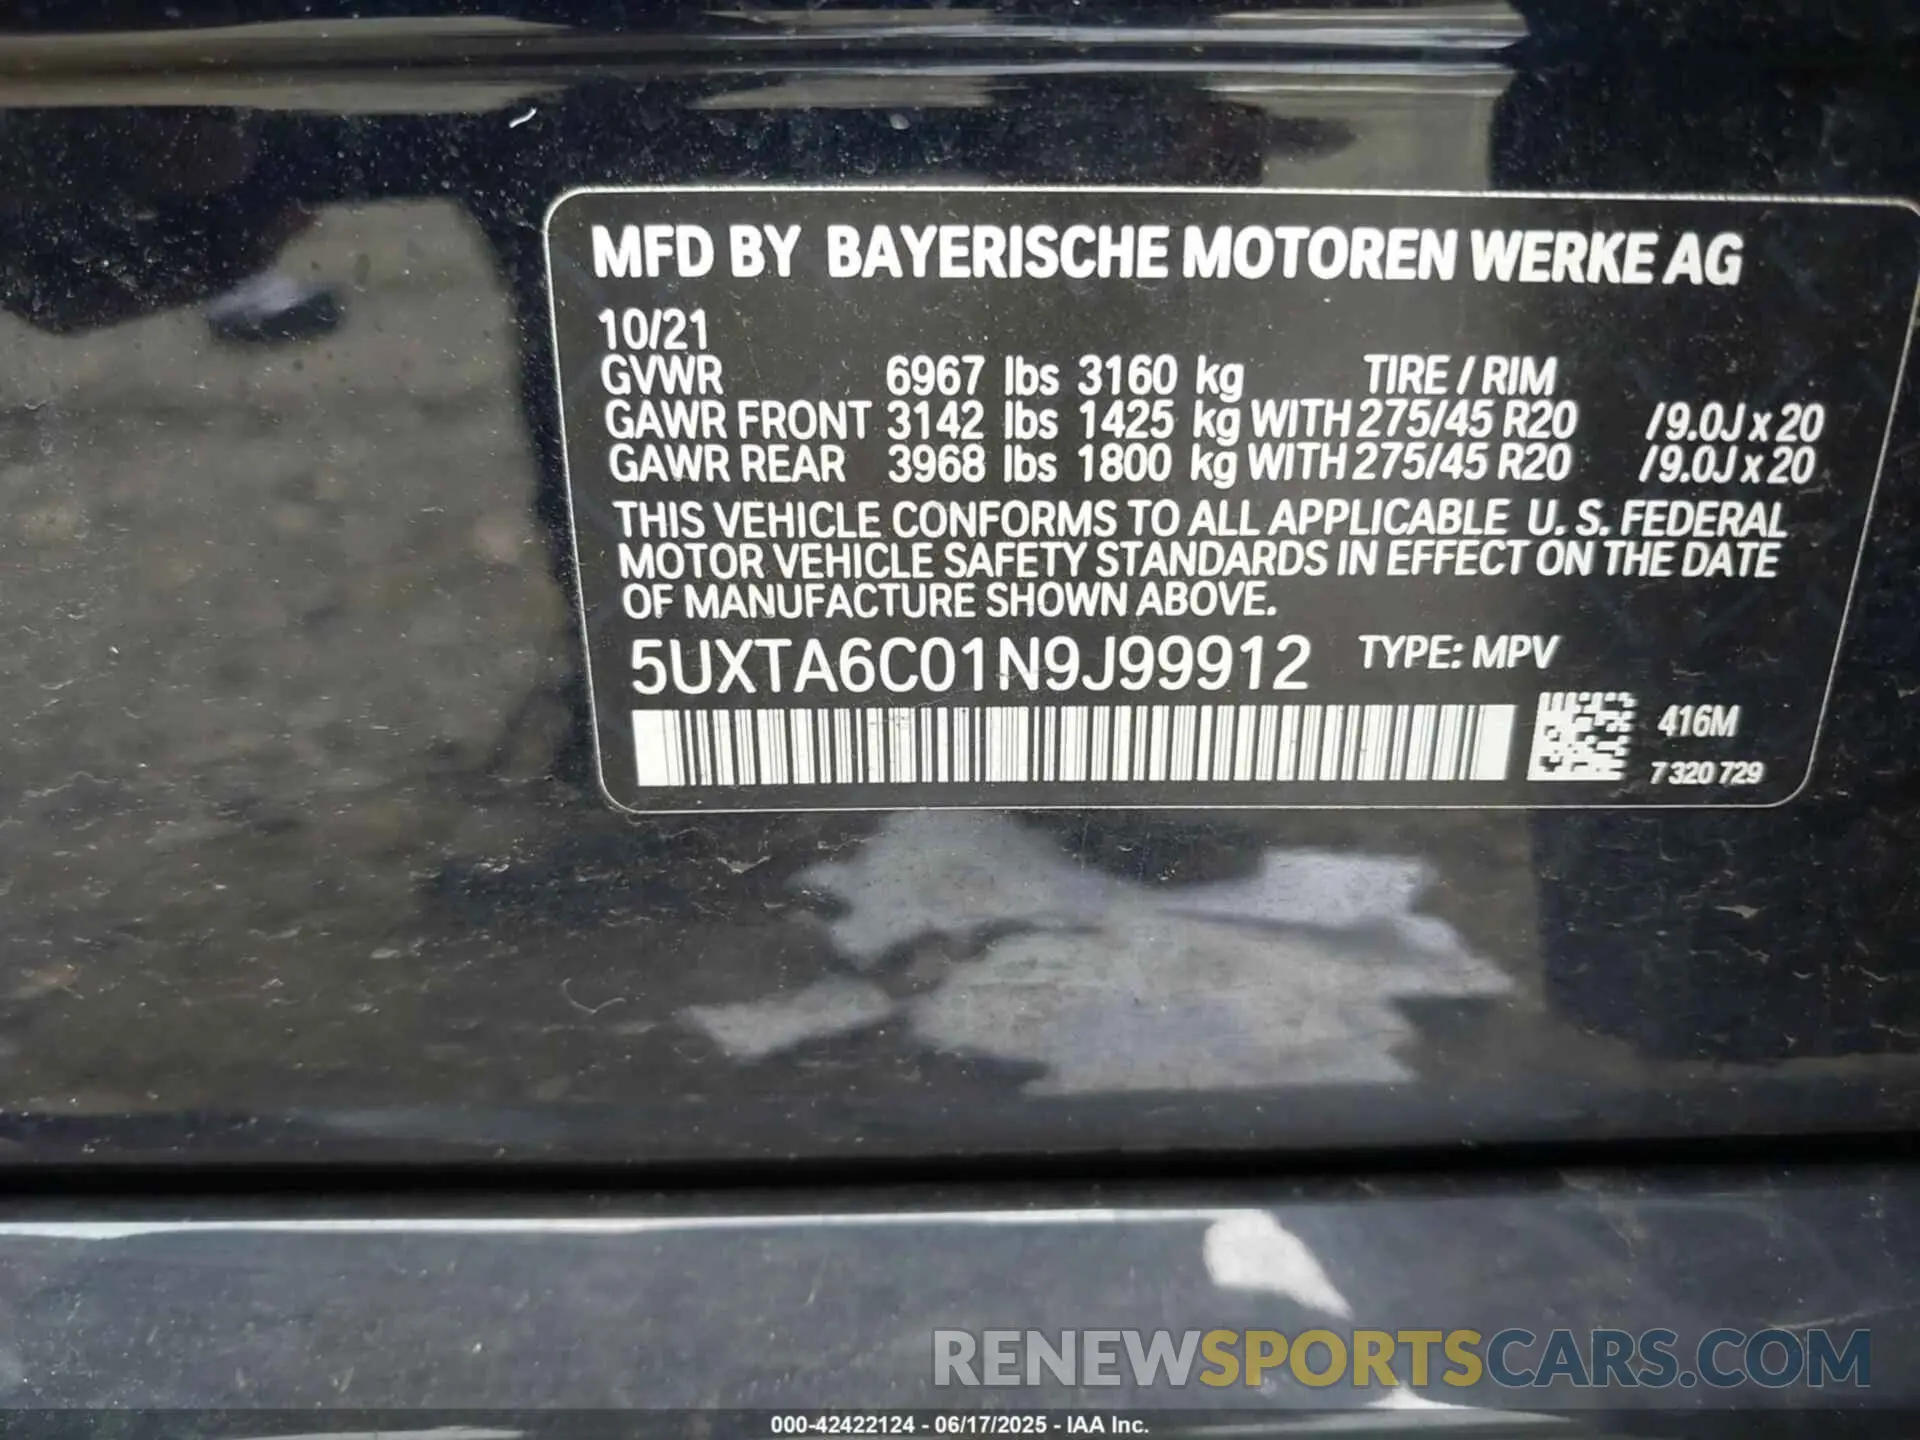 MFD BY BAYERISCHE MOTOREN WERKE AG
10/21
GVWR 6967 lbs 3160 kg TIRE / RIM
GAWR FRONT 3142 lbs 1425 kg WITH 275/45 R20 /9.0J x 20
GAWR REAR 3968 lbs 1800 kg WITH 275/45 R20 /9.0J x 20
THIS VEHICLE CONFORMS TO ALL APPLICABLE U. S. FEDERAL
MOTOR VEHICLE SAFETY STANDARDS IN EFFECT ON THE DATE
OF MANUFACTURE SHOWN ABOVE.
5UXTA6C01N9J99912 TYPE: MPV
416M
7 320 729
RENEWSPORTSCARS.COM
000-42422124 - 06/17/2025 - IAA Inc.